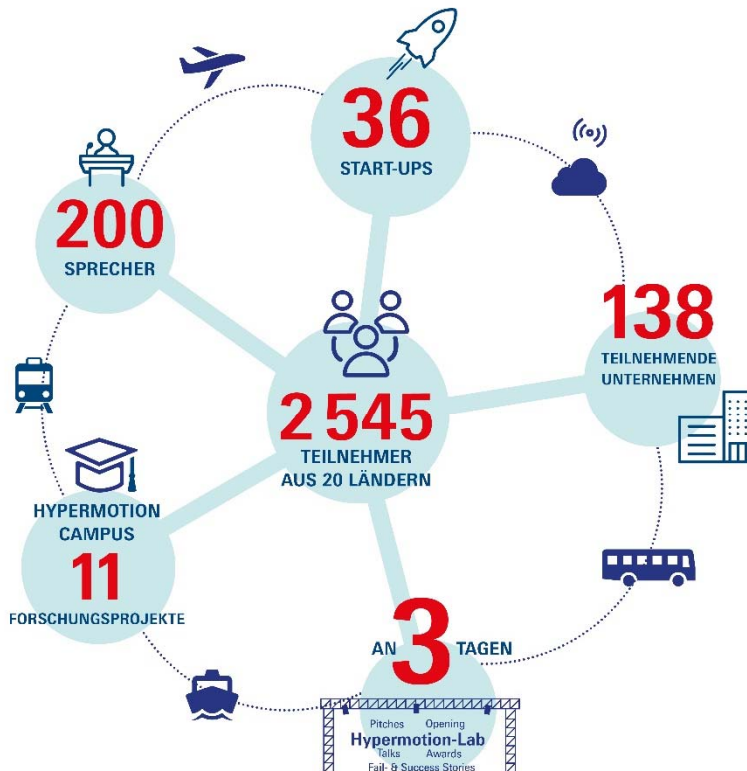 36
START-UPS
200
SPRECHER
138
TEILNEHMENDE
UNTERNEHMEN
2 545
TEILNEHMER
AUS 20 LÄNDERN
HYPERMOTION
CAMPUS
11
FORSCHUNGSPROJEKTE
AN 3 TAGEN
Pitches Opening
Hypermotion-Lab
Talks Awards
Fail- & Success Stories